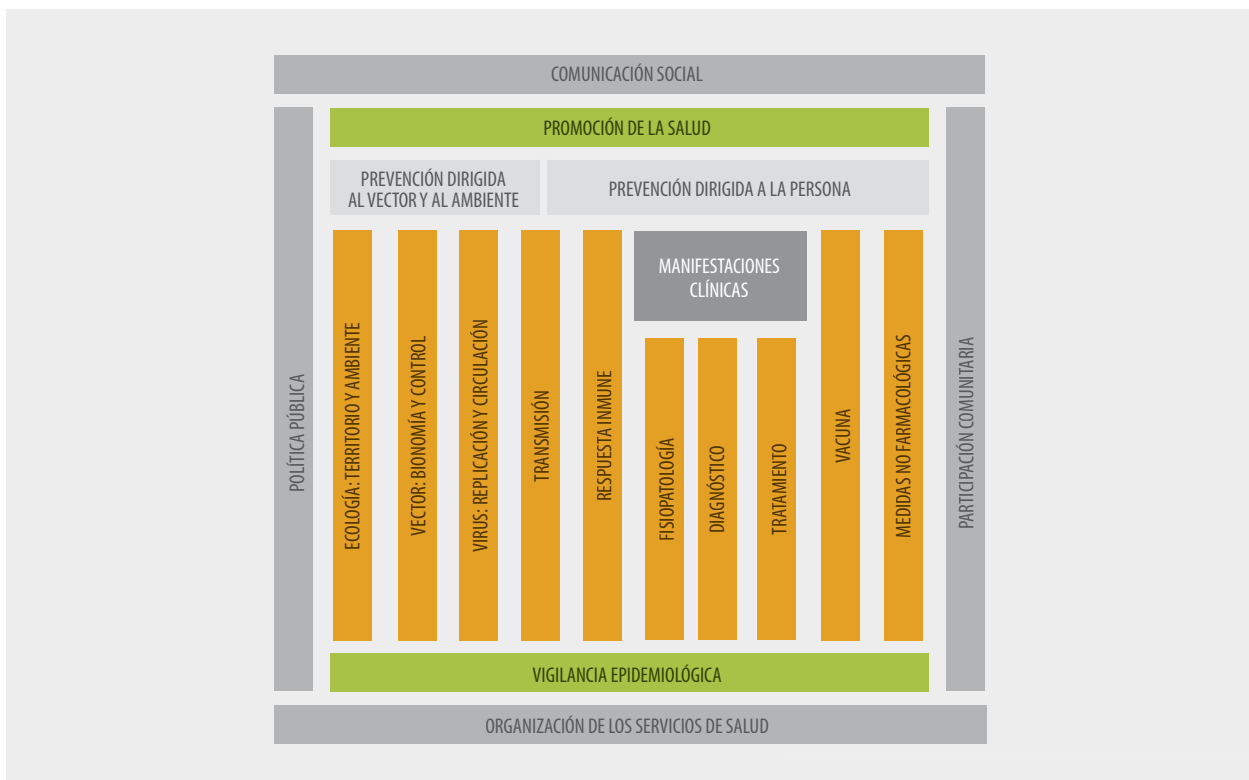 COMUNICACIÓN SOCIAL
PROMOCIÓN DE LA SALUD
PREVENCIÓN DIRIGIDA
AL VECTOR Y AL AMBIENTE
PREVENCIÓN DIRIGIDA A LA PERSONA
POLÍTICA PÚBLICA
ECOLOGÍA: TERRITORIO Y AMBIENTE
VECTOR: BIONOMÍA Y CONTROL
VIRUS: REPLICACIÓN Y CIRCULACIÓN
TRANSMISIÓN
RESPUESTA INMUNE
MANIFESTACIONES
CLÍNICAS
FISIOPATOLOGÍA
DIAGNÓSTICO
TRATAMIENTO
VACUNA
MEDIDAS NO FARMACOLÓGICAS
PARTICIPACIÓN COMUNITARIA
VIGILANCIA EPIDEMIOLÓGICA
ORGANIZACIÓN DE LOS SERVICIOS DE SALUD